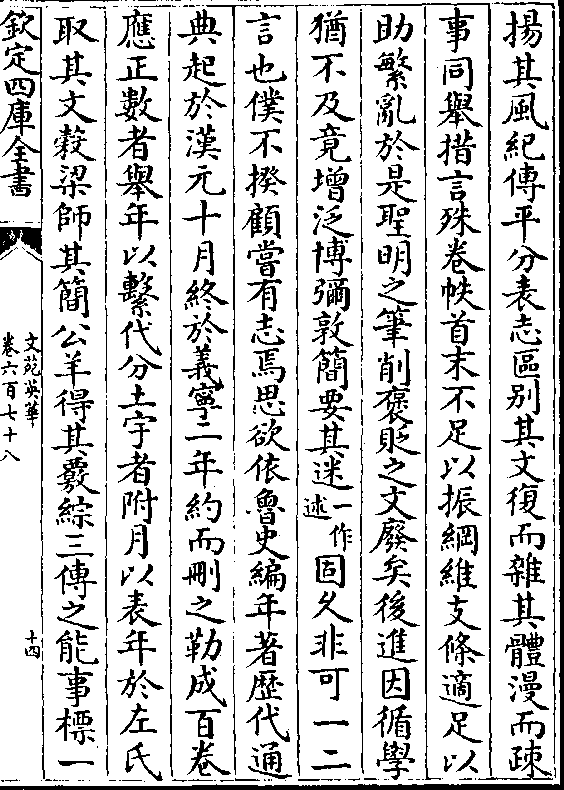 揚其風紀傳平分表志區別其文復而雜其體漫而疎
事同舉措言殊卷帙首末不足以振綱維支條適足以
助繁亂於是聖明之筆削褒貶之文廢矣後進因循學
猶不及竟增泛博彌敦簡要其迷一作述固久非可一二
言也僕不揆顧嘗有志焉思欲依魯史編年著歷代通
典起於漢元十月終於義寧二年約而刪之勒成百卷
應正數者舉年以繫代分土宇者附月以表年於左氏
取其文穀梁師其簡公羊得其覈綜三傳之能事標一
欽定四庫全書
文苑英華
卷六百七十八
十四